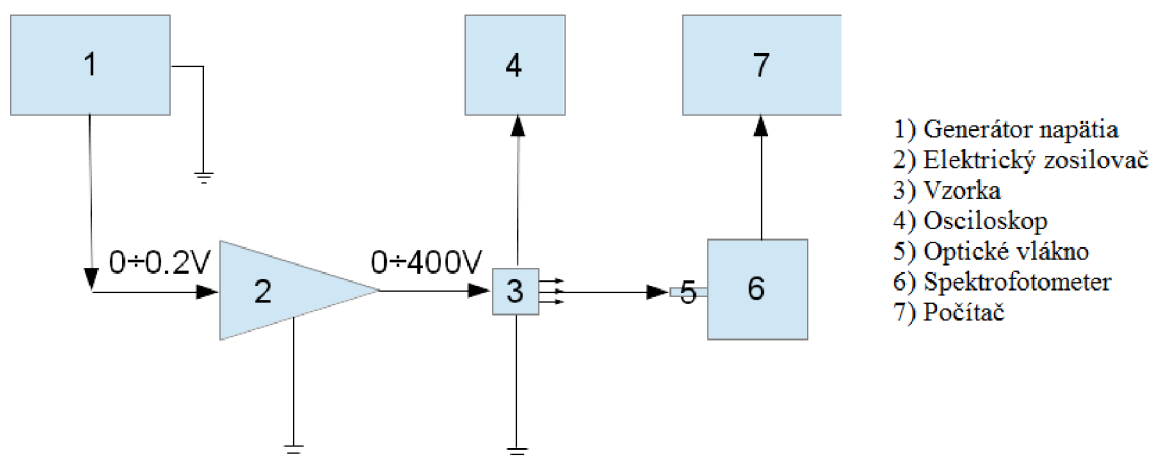 1
4
7
0÷0.2V
2
0÷400V
3
5
6
1) Generátor napätia
2) Elektrický zosilovač
3) Vzorka
4) Osciloskop
5) Optické vlákno
6) Spektrofotometer
7) Počítač